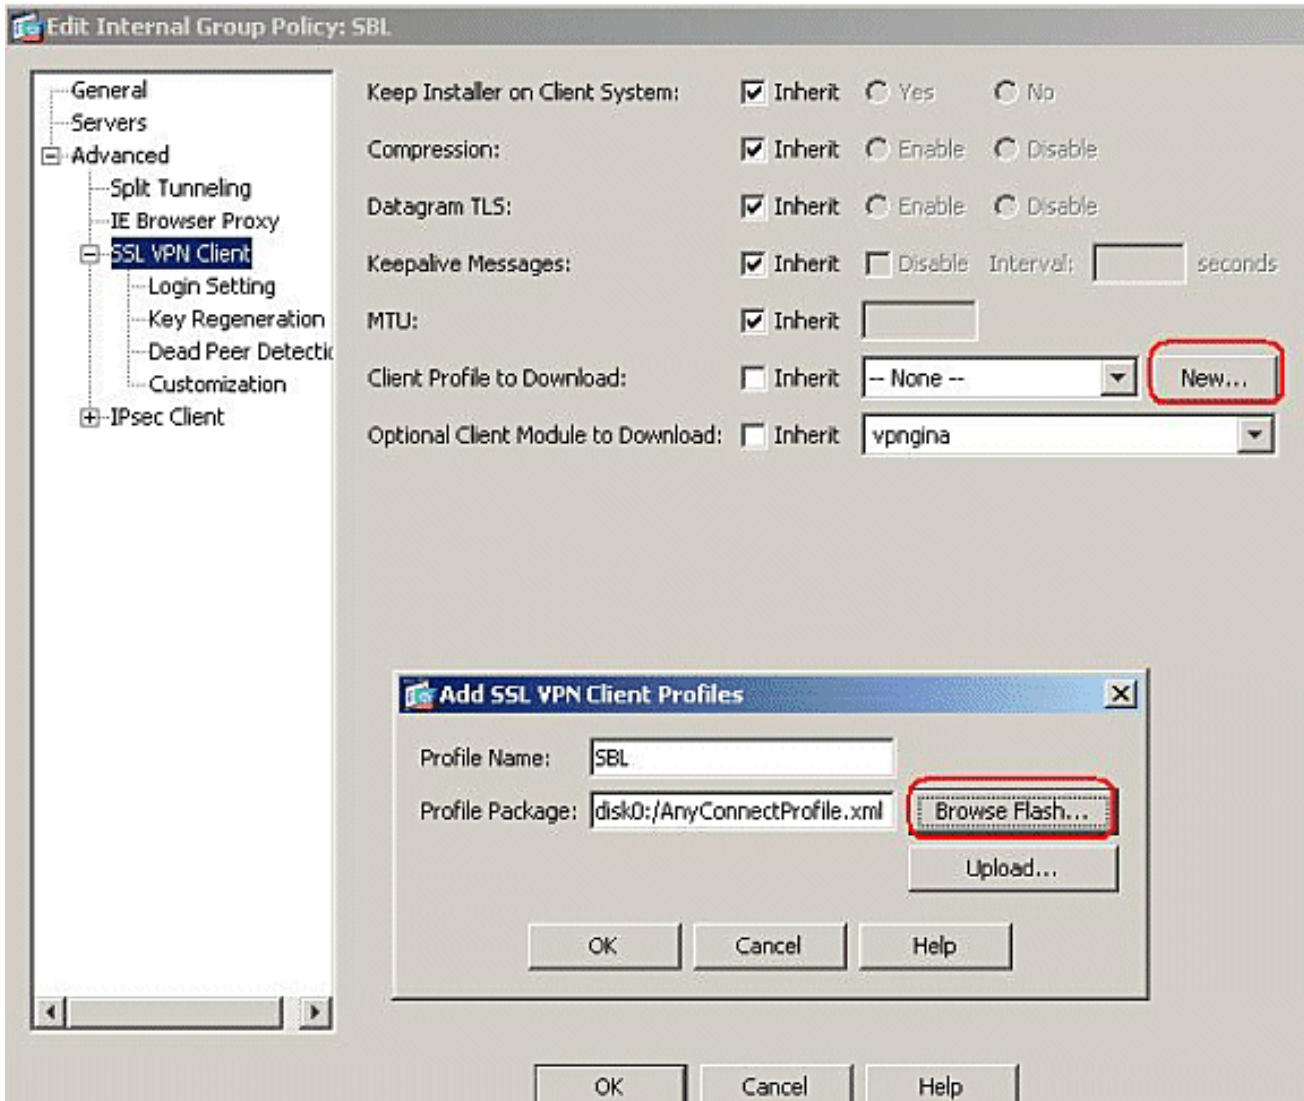 Edit Internal Group Policy: SBL
General
Servers
Advanced
Split Tunneling
IE Browser Proxy
SSL VPN Client
Login Setting
Key Regeneration
Dead Peer Detectic
Customization
IPsec Client
Keep Installer on Client System: Inherit Yes No
Compression: Inherit Enable Disable
Datagram TLS: Inherit Enable Disable
Keepalive Messages: Inherit Disable Interval: seconds
MTU: Inherit
Client Profile to Download: Inherit -- None -- New...
Optional Client Module to Download: Inherit vpngina
Add SSL VPN Client Profiles
Profile Name: SBL
Profile Package: disk0:/AnyConnectProfile.xml Browse Flash...
Upload...
OK Cancel Help
OK Cancel Help